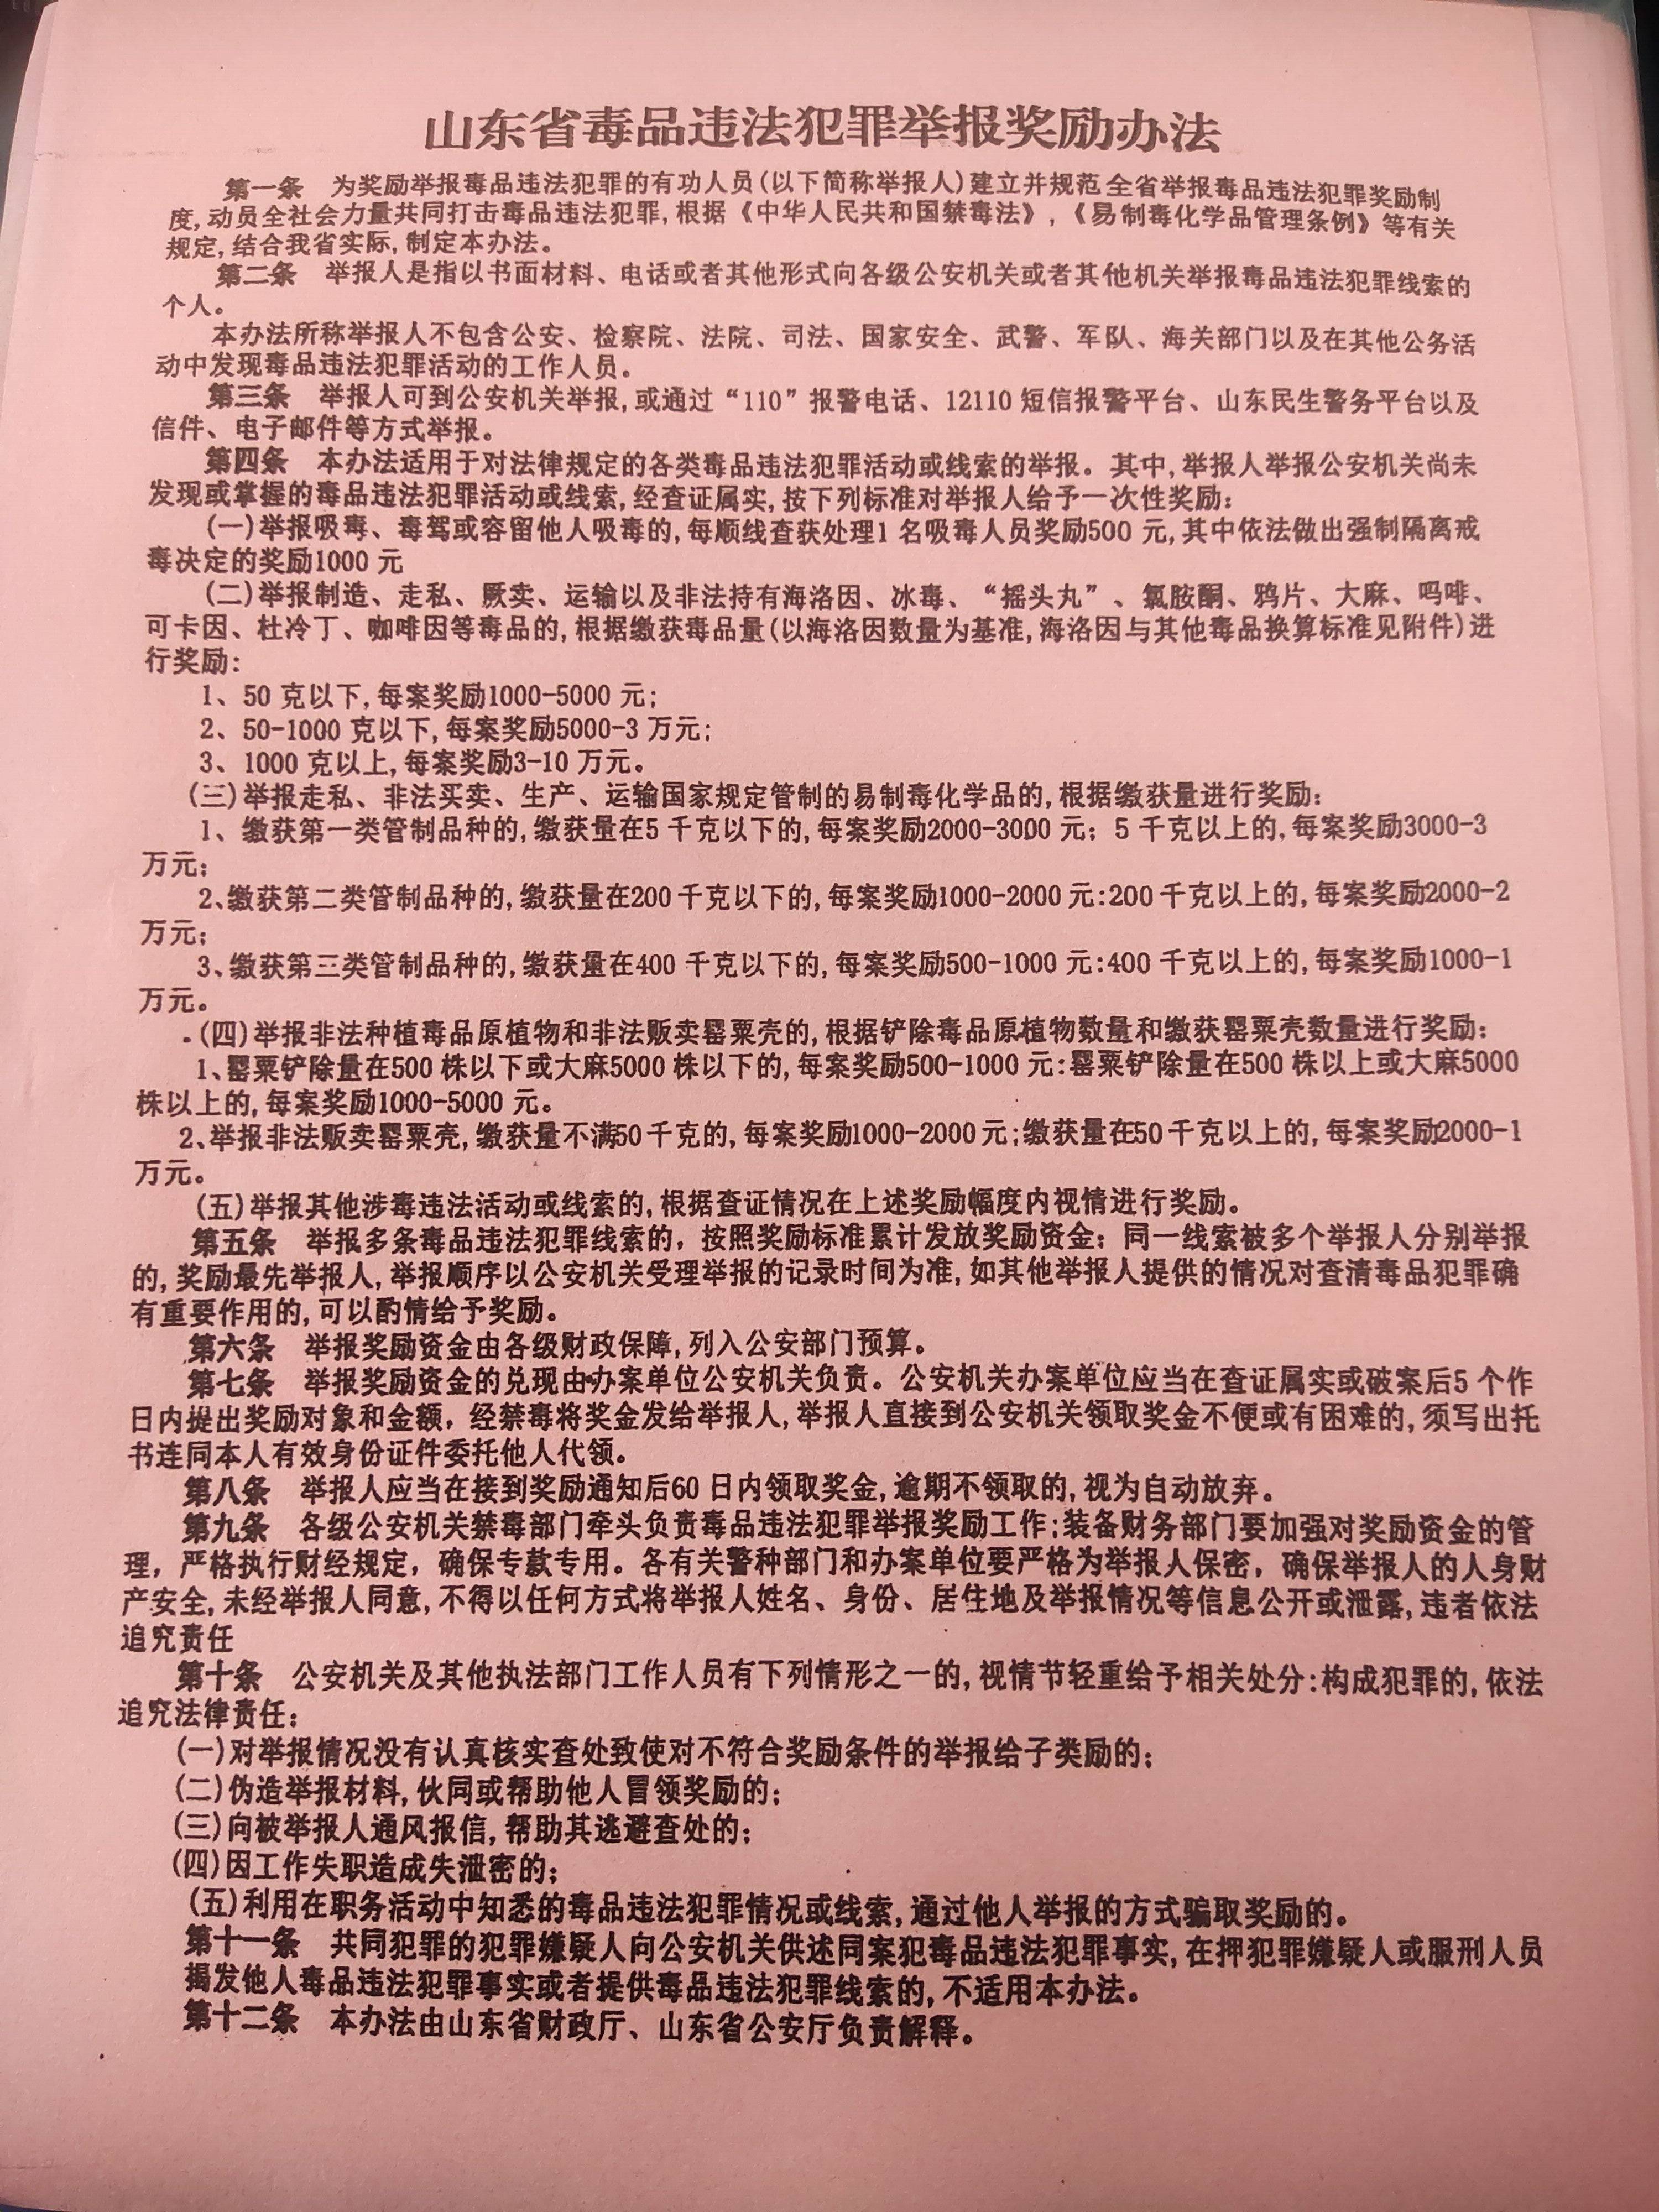 山东省毒品违法犯罪举报奖励办法
第一条 为奖励举报毒品违法犯罪的有功人员(以下简称举报人)建立并规范全省举报毒品违法犯罪奖励制
度,动员全社会力量共同打击毒品违法犯罪,根据《中华人民共和国禁毒法》,《易制毒化学品管理条例》等有关
规定,结合我省实际,制定本办法。
第二条 举报人是指以书面材料、电话或者其他形式向各级公安机关或者其他机关举报毒品违法犯罪线索的
个人。
本办法所称举报人不包含公安、检察院、法院、司法、国家安全、武警、军队、海关部门以及在其他公务活
动中发现毒品违法犯罪活动的工作人员。
第三条 举报人可到公安机关举报,或通过“110”报警电话、12110 短信报警平台、山东民生警务平台以及
信件、电子邮件等方式举报。
第四条 本办法适用于对法律规定的各类毒品违法犯罪活动或线索的举报。其中,举报人举报公安机关尚未
发现或掌握的毒品违法犯罪活动或线索,经查证属实,按下列标准对举报人给予一次性奖励:
(一)举报吸毒、毒驾或容留他人吸毒的,每顺线查获处理1 名吸毒人员奖励500 元,其中依法做出强制隔离戒
毒决定的奖励1000 元
(二)举报制造、走私、厥卖、运输以及非法持有海洛因、冰毒、“摇头丸”、氯胺酮、鸦片、大麻、吗啡、
可卡因、杜冷丁、咖啡因等毒品的,根据缴获毒品量(以海洛因数量为基准,海洛因与其他毒品换算标准见附件)进
行奖励:
1、50 克以下,每案奖励1000-5000 元;
2、50-1000 克以下,每案奖励5000-3 万元;
3、1000 克以上,每案奖励3-10 万元。
(三)举报走私、非法买卖、生产、运输国家规定管制的易制毒化学品的,根据缴获量进行奖励:
1、缴获第一类管制品种的,缴获量在5 千克以下的,每案奖励2000-3000 元; 5 千克以上的,每案奖励3000-3
万元;
2、缴获第二类管制品种的,缴获量在200 千克以下的,每案奖励1000-2000 元:200 千克以上的,每案奖励2000-2
万元;
3、缴获第三类管制品种的,缴获量在400 千克以下的,每案奖励500-1000 元:400 千克以上的,每案奖励1000-1
万元。
(四)举报非法种植毒品原植物和非法贩卖罂粟壳的,根据铲除毒品原植物数量和缴获罂粟壳数量进行奖励:
1、罂粟铲除量在500 株以下或大麻5000 株以下的,每案奖励500-1000 元:罂粟铲除量在500 株以上或大麻5000
株以上的,每案奖励1000-5000 元。
2、举报非法贩卖罂粟壳,缴获量不满50千克的,每案奖励1000-2000元;缴获量在50千克以上的,每案奖励2000-1
万元。
(五)举报其他涉毒违法活动或线索的,根据查证情况在上述奖励幅度内视情进行奖励。
第五条 举报多条毒品违法犯罪线索的,按照奖励标准累计发放奖励资金;同一线索被多个举报人分别举报
的,奖励最先举报人,举报顺序以公安机关受理举报的记录时间为准,如其他举报人提供的情况对查清毒品犯罪确
有重要作用的,可以酌情给予奖励。
第六条 举报奖励资金由各级财政保障,列入公安部门预算。
第七条 举报奖励资金的兑现由办案单位公安机关负责。公安机关办案单位应当在查证属实或破案后5 个作
日内提出奖励对象和金额,经禁毒将奖金发给举报人,举报人直接到公安机关领取奖金不便或有困难的,须写出托
书连同本人有效身份证件委托他人代领。
第八条 举报人应当在接到奖励通知后60 日内领取奖金,逾期不领取的,视为自动放弃。
第九条 各级公安机关禁毒部门牵头负责毒品违法犯罪举报奖励工作;装备财务部门要加强对奖励资金的管
理,严格执行财经规定,确保专款专用。各有关警种部门和办案单位要严格为举报人保密,确保举报人的人身财
产安全,未经举报人同意,不得以任何方式将举报人姓名、身份、居住地及举报情况等信息公开或泄露,违者依法
追究责任
第十条 公安机关及其他执法部门工作人员有下列情形之一的,视情节轻重给予相关处分:构成犯罪的,依法
追究法律责任:
(一)对举报情况没有认真核实查处致使对不符合奖励条件的举报给子类励的;
(二)伪造举报材料,伙同或帮助他人冒领奖励的;
(三)向被举报人通风报信,帮助其逃避查处的;
(四)因工作失职造成失泄密的;
(五)利用在职务活动中知悉的毒品违法犯罪情况或线索,通过他人举报的方式骗取奖励的。
第十一条 共同犯罪的犯罪嫌疑人向公安机关供述同案犯毒品违法犯罪事实,在押犯罪嫌疑人或服刑人员
揭发他人毒品违法犯罪事实或者提供毒品违法犯罪线索的,不适用本办法。
第十二条 本办法由山东省财政厅、山东省公安厅负责解释。